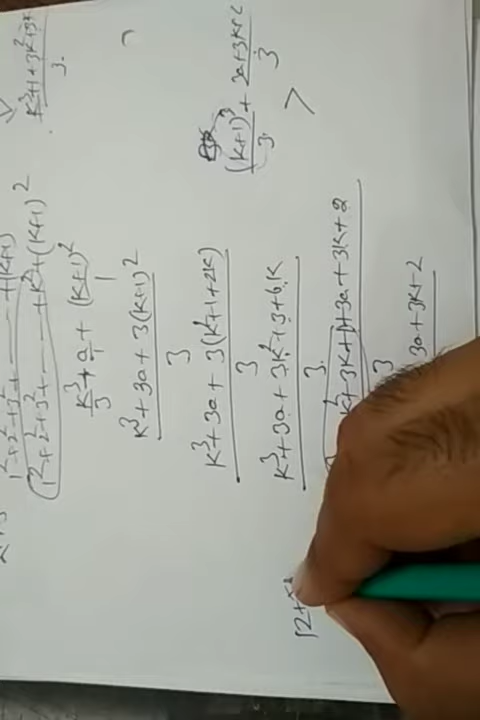 1²+2²+3²+ ------ +(k+1)
(1²+2²+3²+ ------ +k²+(k+1)²
k³/3 + a/1 + (k+1)²/1
k³+3a+3(k+1)²
3
k³+3a+3(k²+1+2k)
3
k³+3a+3k²+3+6k
3
+3k+1)+3a+3k+2
3
3a+3k+2
(k+1)³/3 + 3a+3k+2/3
>
k³+1+3k²+3k
3